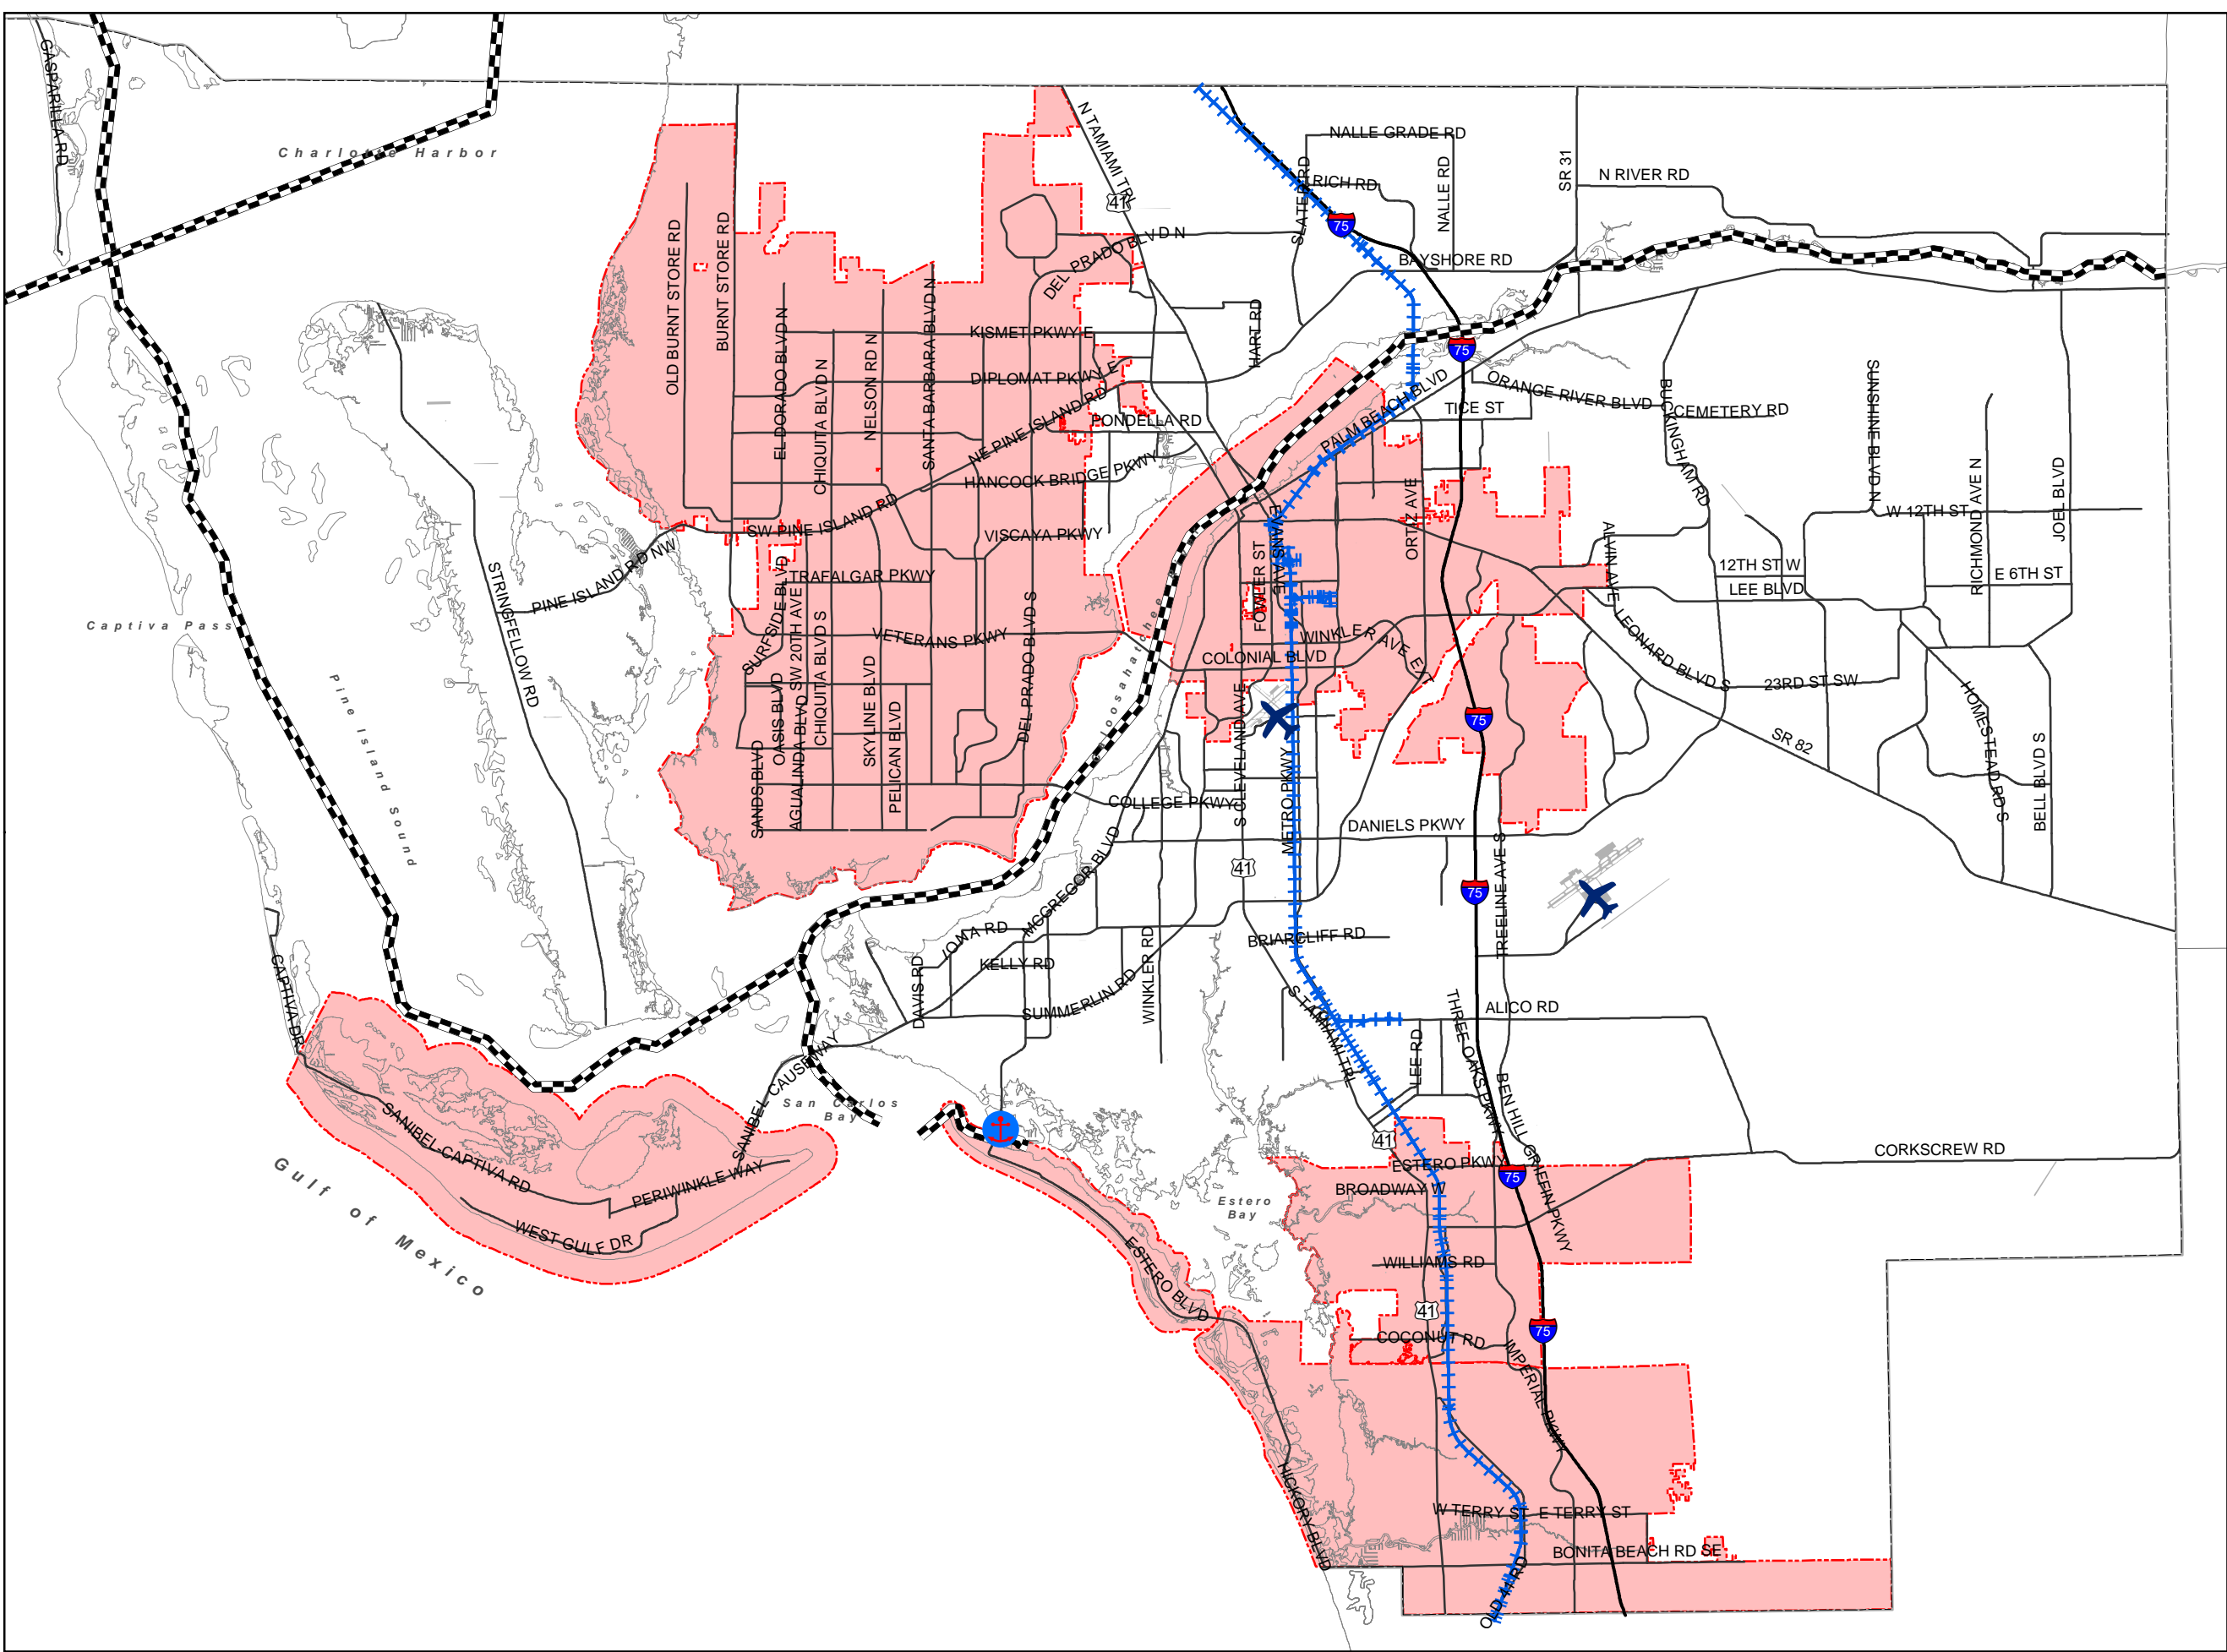 GASPARILLA RD
Charlotte Harbor
N TAMIAMI TRL
41
NALLE GRADE RD
SLATER RD
RICH RD
NALLE RD
SR 31
N RIVER RD
75
BAYSHORE RD
OLD BURNT STORE RD
BURNT STORE RD
DEL PRADO BLVD N
EL DORADO BLVD N
CHIQUITA BLVD N
NELSON RD N
SANTA BARBARA BLVD N
KISMET PKWY E
HART RD
75
DIPLOMAT PKWY E
NE PINE ISLAND RD
PONDELLA RD
HANCOCK BRIDGE PKWY
PALM BEACH BLVD
ORANGE RIVER BLVD
TICE ST
CEMETERY RD
BUCKINGHAM RD
SUNSHINE BLVD N
RICHMOND AVE N
JOEL BLVD
W 12TH ST
SW PINE ISLAND RD
VISCAYA PKWY
PINE ISLAND RD NW
STRINGFELLOW RD
TRAFALGAR PKWY
EVANS AVE
FOWLER ST
ORTIZ AVE
ALVIN AVE
12TH ST W
LEE BLVD
E 6TH ST
Captiva Pass
Pine Island Sound
SURFSIDE BLVD
SW 20TH AVE
CHIQUITA BLVD S
VETERANS PKWY
DEL PRADO BLVD S
Caloosahatchee
WINKLER AVE EXT
COLONIAL BLVD
LEONARD BLVD S
23RD ST SW
HOMESTEAD RD S
BELL BLVD S
SR 82
OASIS BLVD
AGUALINDA BLVD
SKYLINE BLVD
PELICAN BLVD
SANDS BLVD
S CLEVELAND AVE
METRO PKWY
75
COLLEGE PKWY
DANIELS PKWY
41
75
TREELINE AVE S
MCGREGOR BLVD
IONA RD
KELLY RD
DAVIS RD
SUMMERLIN RD
WINKLER RD
BRIARCLIFF RD
S TAMIAMI TRL
ALICO RD
LEE RD
THREE OAKS PKWY
BEN HILL GRIFFIN PKWY
CAPTIVA DR
SANIBEL CAUSEWAY
San Carlos
Bay
SANIBEL-CAPTIVA RD
PERIWINKLE WAY
WEST GULF DR
Gulf of Mexico
41
ESTERO PKWY
75
CORKSCREW RD
BROADWAY W
Estero
Bay
ESTERO BLVD
WILLIAMS RD
41
COCONUT RD
75
IMPERIAL PKWY
HICKORY BLVD
W TERRY ST
E TERRY ST
BONITA BEACH RD SE
OLD 41 RD